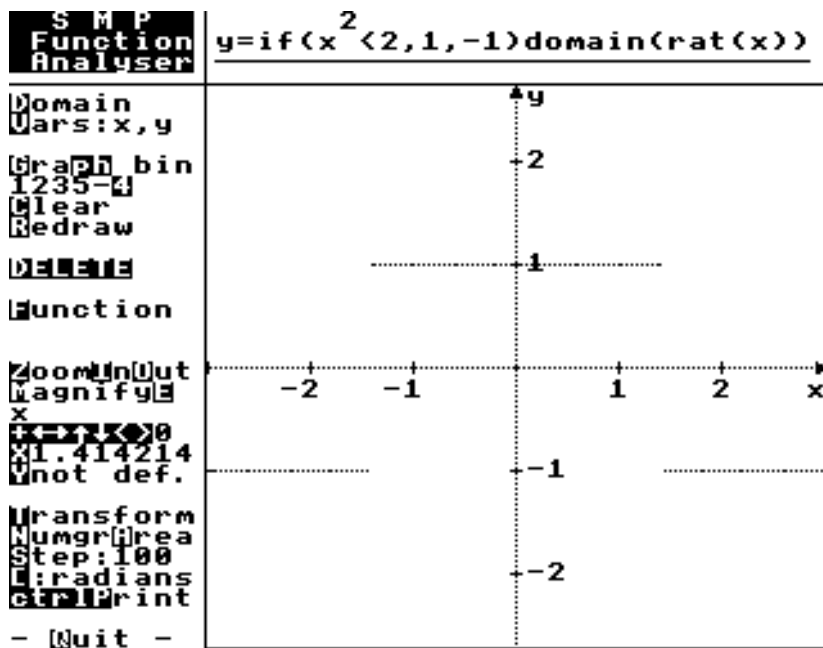 S M P
Function
Analyser
y=if(x²<2,1,-1)domain(rat(x))
Domain
Vars:x,y
Graph bin
1235-4
Clear
Redraw
DELETE
Function
ZoomInOut
MagnifyE
x
+↔↑↓<>0
X1.414214
Ynot def.
Transform
NumgrArea
Step:100
[:radians
ctrlPrint
- Quit -
y
2
1
-2 -1 1 2 x
-1
-2